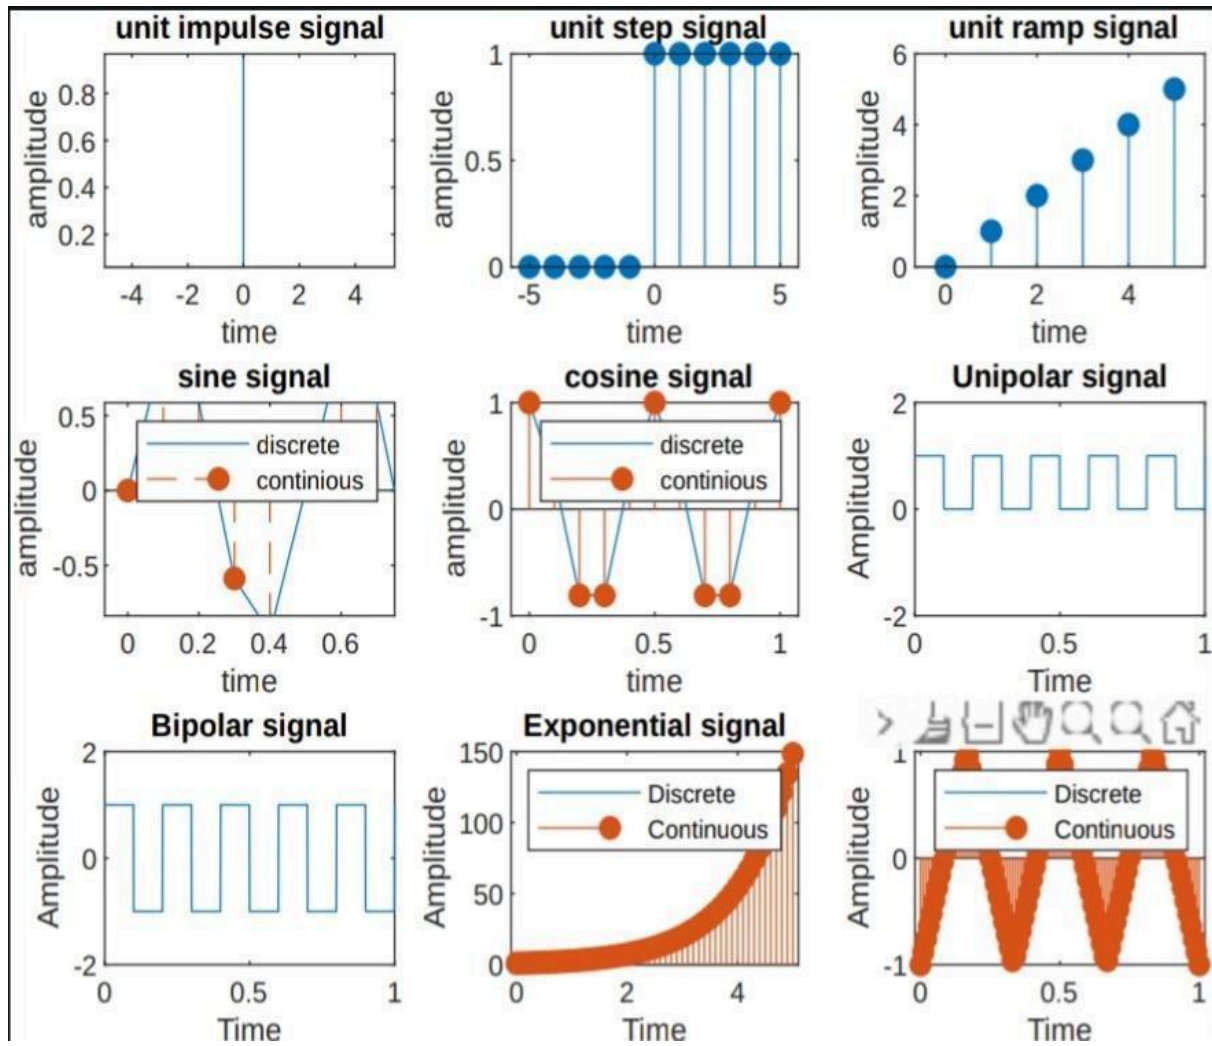 unit impulse signal
amplitude
0.8
0.6
0.4
0.2
-4 -2 0 2 4
time
unit step signal
amplitude
1
0.5
0
-5 0 5
time
unit ramp signal
amplitude
6
4
2
0
0 2 4
time
sine signal
amplitude
0.5
0
-0.5
discrete
continious
0 0.2 0.4 0.6
time
cosine signal
amplitude
1
0
-1
discrete
continious
0 0.5 1
time
Unipolar signal
Amplitude
2
0
-2
0 0.5 1
Time
Bipolar signal
Amplitude
2
0
-2
0 0.5 1
Time
Exponential signal
Amplitude
150
100
50
0
Discrete
Continuous
0 2 4
Time
Amplitude
1
0
-1
Discrete
Continuous
0 0.5 1
Time